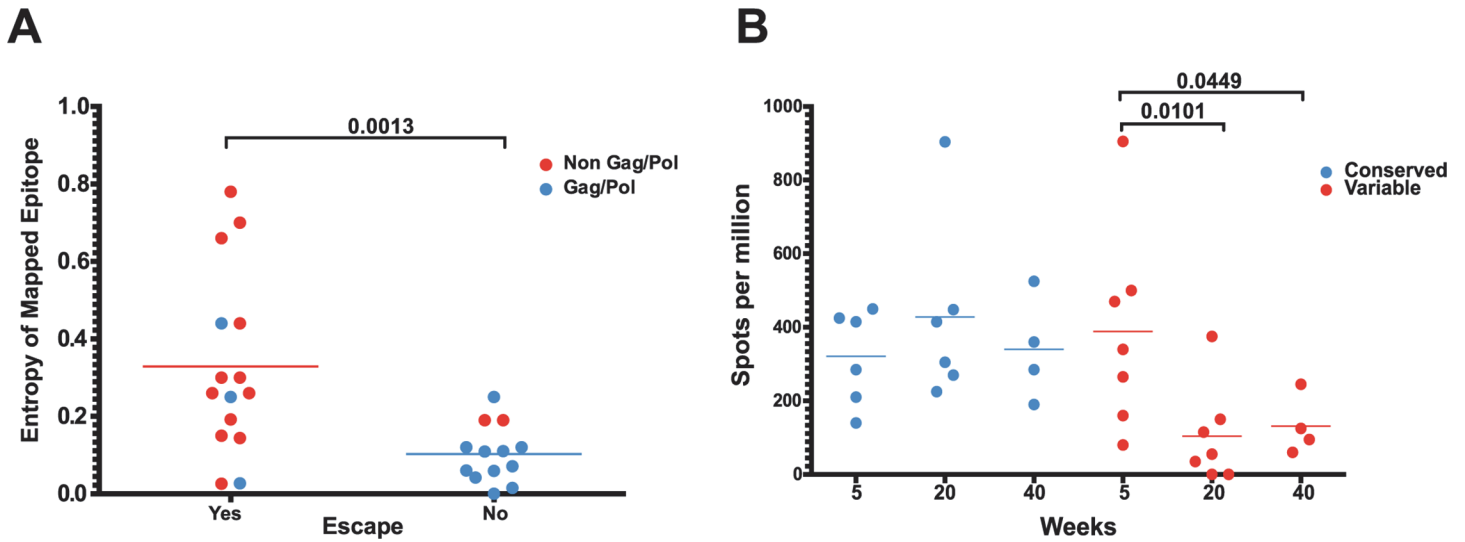 A
Entropy of Mapped Epitope
1.0
0.8
0.6
0.4
0.2
0.0
0.0013
Non Gag/Pol
Gag/Pol
Yes
No
Escape
B
Spots per million
1000
800
600
400
200
0
0.0449
0.0101
Conserved
Variable
5 20 40 5 20 40
Weeks